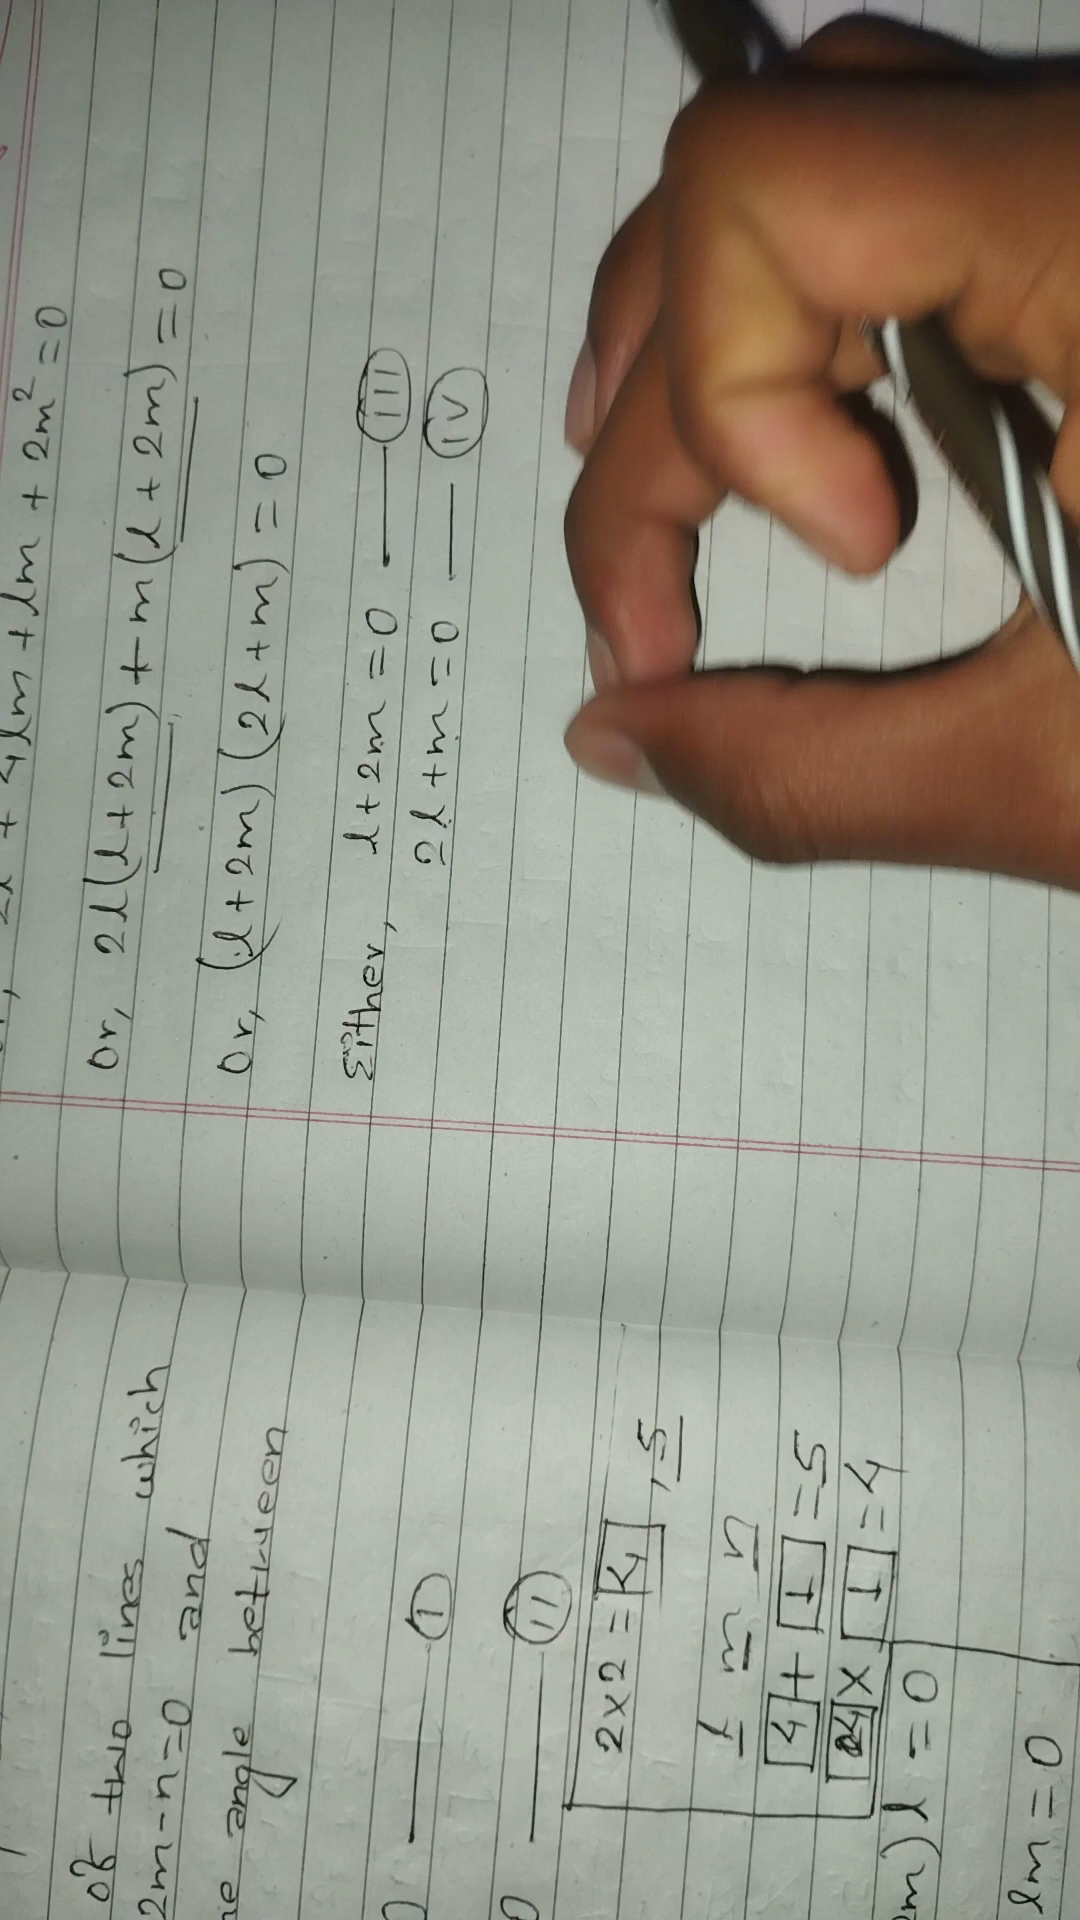 of two lines which
2m-n=0 and
angle between
(I)
(II)
2×2=4, 5
l m n
4+1=5
4×1=4
m)l=0
lm=0
2l² + 4lm + lm + 2m² = 0
or, 2l(l+2m)+m(l+2m)=0
or, (l+2m)(2l+m)=0
Either, l+2m=0 — (III)
2l+m=0 — (IV)